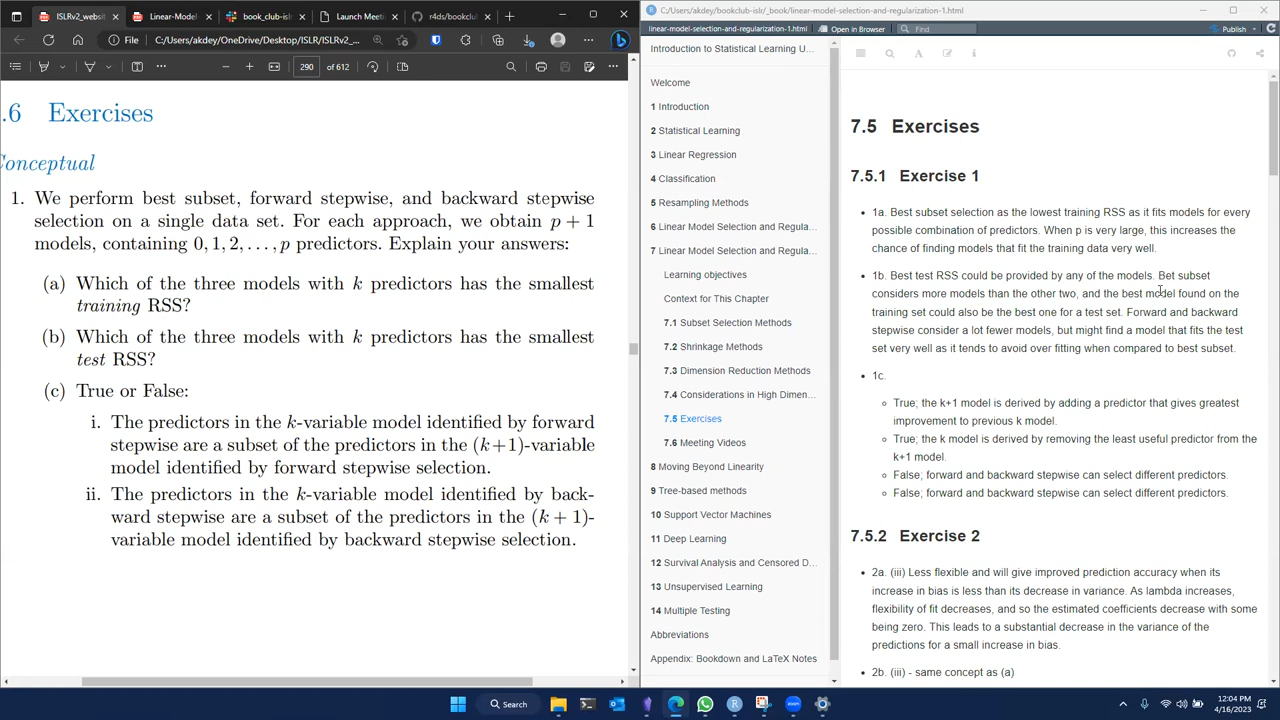 ISLRv2_websit
Linear-Model
book_club-isl
Launch Meeti
r4ds/bookclu
C:/Users/akdey/bookclub-islr/_book/linear-model-selection-and-regularization-1.html
C:/Users/ak...
...rive/Desktop/ISLR/ISLRv2_...
linear-model-selection-and-regularization-1.html
Open in Browser
Find
Publish
290 of 612
.6 Exercises
Conceptual
1. We perform best subset, forward stepwise, and backward stepwise
selection on a single data set. For each approach, we obtain p + 1
models, containing 0, 1, 2, . . . , p predictors. Explain your answers:
(a) Which of the three models with k predictors has the smallest
training RSS?
(b) Which of the three models with k predictors has the smallest
test RSS?
(c) True or False:
i. The predictors in the k-variable model identified by forward
stepwise are a subset of the predictors in the (k+1)-variable
model identified by forward stepwise selection.
ii. The predictors in the k-variable model identified by back-
ward stepwise are a subset of the predictors in the (k + 1)-
variable model identified by backward stepwise selection.
Introduction to Statistical Learning U...
Welcome
1 Introduction
2 Statistical Learning
3 Linear Regression
4 Classification
5 Resampling Methods
6 Linear Model Selection and Regula...
7 Linear Model Selection and Regula...
Learning objectives
Context for This Chapter
7.1 Subset Selection Methods
7.2 Shrinkage Methods
7.3 Dimension Reduction Methods
7.4 Considerations in High Dimen...
7.5 Exercises
7.6 Meeting Videos
8 Moving Beyond Linearity
9 Tree-based methods
10 Support Vector Machines
11 Deep Learning
12 Survival Analysis and Censored D...
13 Unsupervised Learning
14 Multiple Testing
Abbreviations
Appendix: Bookdown and LaTeX Notes
7.5 Exercises
7.5.1 Exercise 1
1a. Best subset selection as the lowest training RSS as it fits models for every
possible combination of predictors. When p is very large, this increases the
chance of finding models that fit the training data very well.
1b. Best test RSS could be provided by any of the models. Bet subset
considers more models than the other two, and the best model found on the
training set could also be the best one for a test set. Forward and backward
stepwise consider a lot fewer models, but might find a model that fits the test
set very well as it tends to avoid over fitting when compared to best subset.
1c.
True; the k+1 model is derived by adding a predictor that gives greatest
improvement to previous k model.
True; the k model is derived by removing the least useful predictor from the
k+1 model.
False; forward and backward stepwise can select different predictors.
False; forward and backward stepwise can select different predictors.
7.5.2 Exercise 2
2a. (iii) Less flexible and will give improved prediction accuracy when its
increase in bias is less than its decrease in variance. As lambda increases,
flexibility of fit decreases, and so the estimated coefficients decrease with some
being zero. This leads to a substantial decrease in the variance of the
predictions for a small increase in bias.
2b. (iii) - same concept as (a)
Search
12:04 PM
4/16/2023